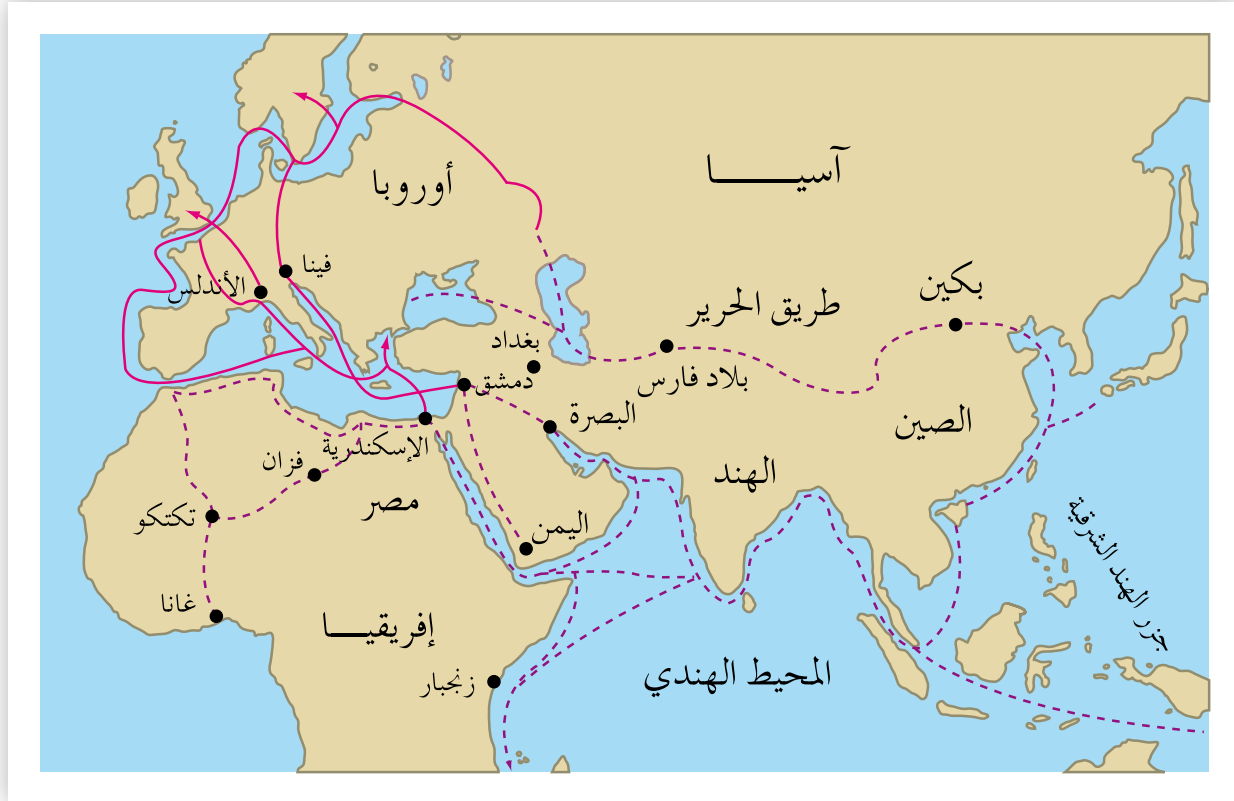 آسيـــــا
أوروبا
فينا
الأندلس
بكين
طريق الحرير
بغداد
بلاد فارس
دمشق
البصرة
الصين
الإسكندرية
فزان
الهند
مصر
تكتكو
اليمن
جزر الهند الشرقية
غانا
إفريقيـــا
المحيط الهندي
زنجبار